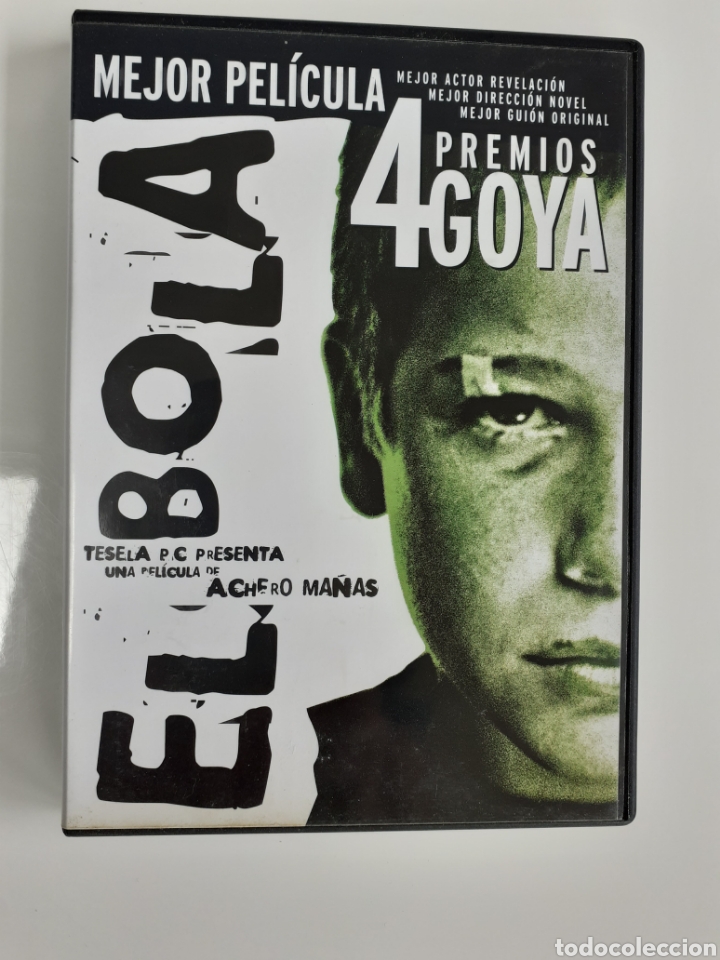 MEJOR PELÍCULA
MEJOR ACTOR REVELACIÓN
MEJOR DIRECCIÓN NOVEL
MEJOR GUIÓN ORIGINAL
4 PREMIOS
GOYA
EL BOLA
TESELA P.C PRESENTA
UNA PELÍCULA DE
ACHERO MAÑAS
todocoleccion